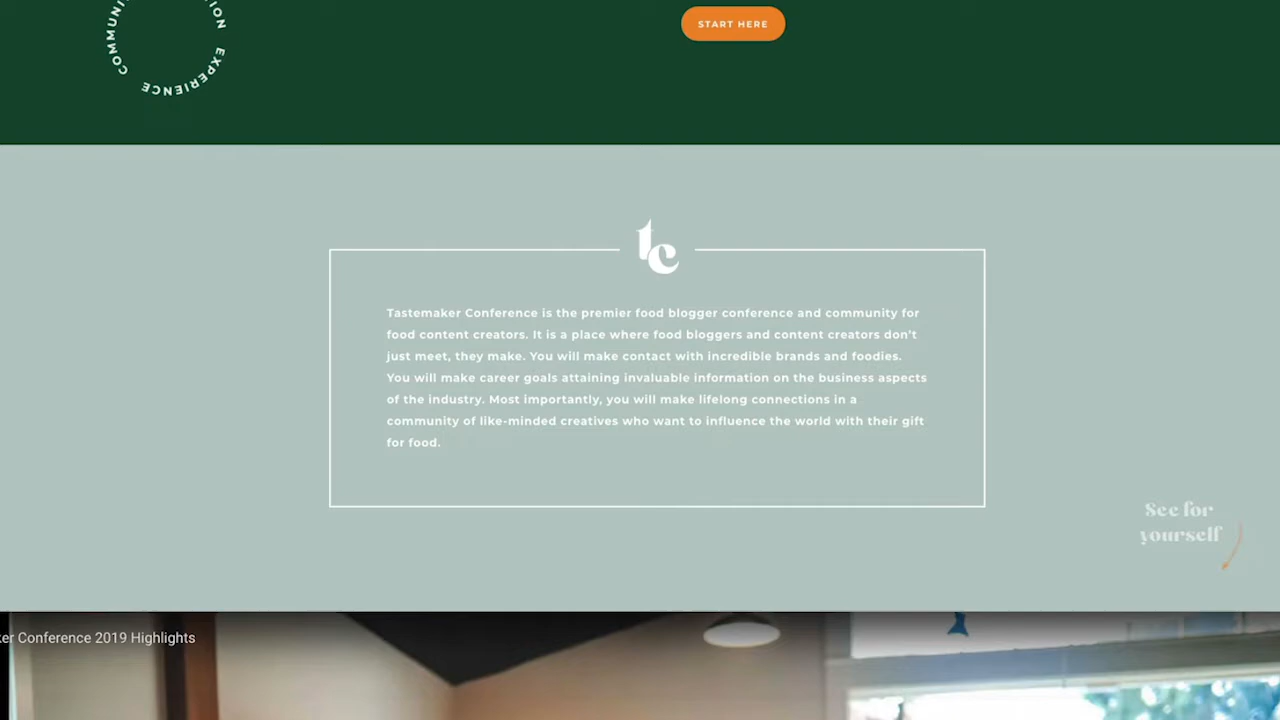 START HERE
EXPERIENCE
tc
Tastemaker Conference is the premier food blogger conference and community for
food content creators. It is a place where food bloggers and content creators don't
just meet, they make. You will make contact with incredible brands and foodies.
You will make career goals attaining invaluable information on the business aspects
of the industry. Most importantly, you will make lifelong connections in a
community of like-minded creatives who want to influence the world with their gift
for food.
See for
yourself
Conference 2019 Highlights